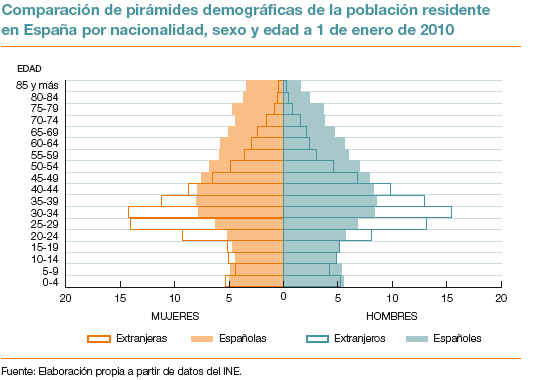 Comparación de pirámides demográficas de la población residente
en España por nacionalidad, sexo y edad a 1 de enero de 2010
EDAD
85 y más
80-84
75-79
70-74
65-69
60-64
55-59
50-54
45-49
40-44
35-39
30-34
25-29
20-24
15-19
10-14
5-9
0-4
20 15 10 5 0 5 10 15 20
MUJERES HOMBRES
Extranjeras Españolas Extranjeros Españoles
Fuente: Elaboración propia a partir de datos del INE.